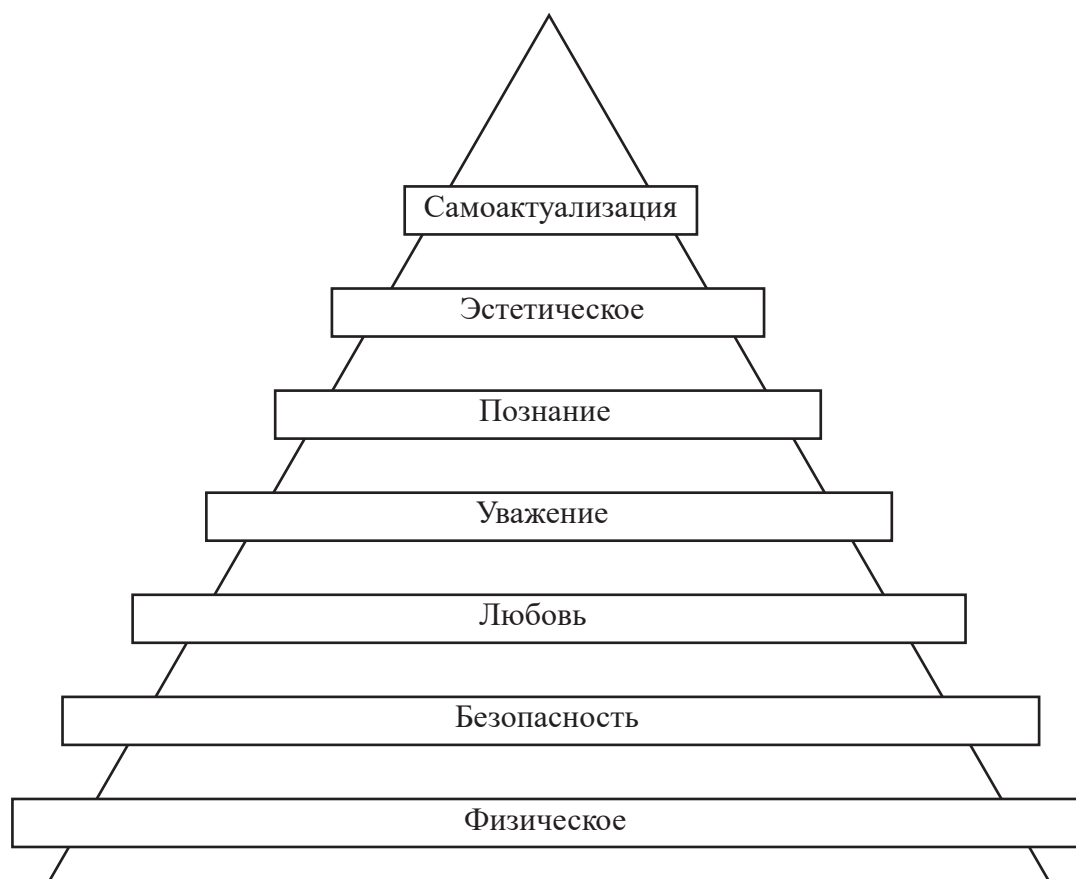 Самоактуализация
Эстетическое
Познание
Уважение
Любовь
Безопасность
Физическое